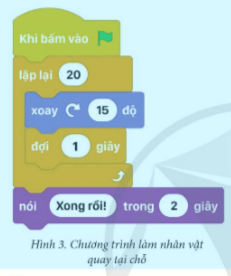 Khi bấm vào
lặp lại 20
xoay 15 độ
đợi 1 giây
nói Xong rồi! trong 2 giây
Hình 3. Chương trình làm nhân vật
quay tại chỗ